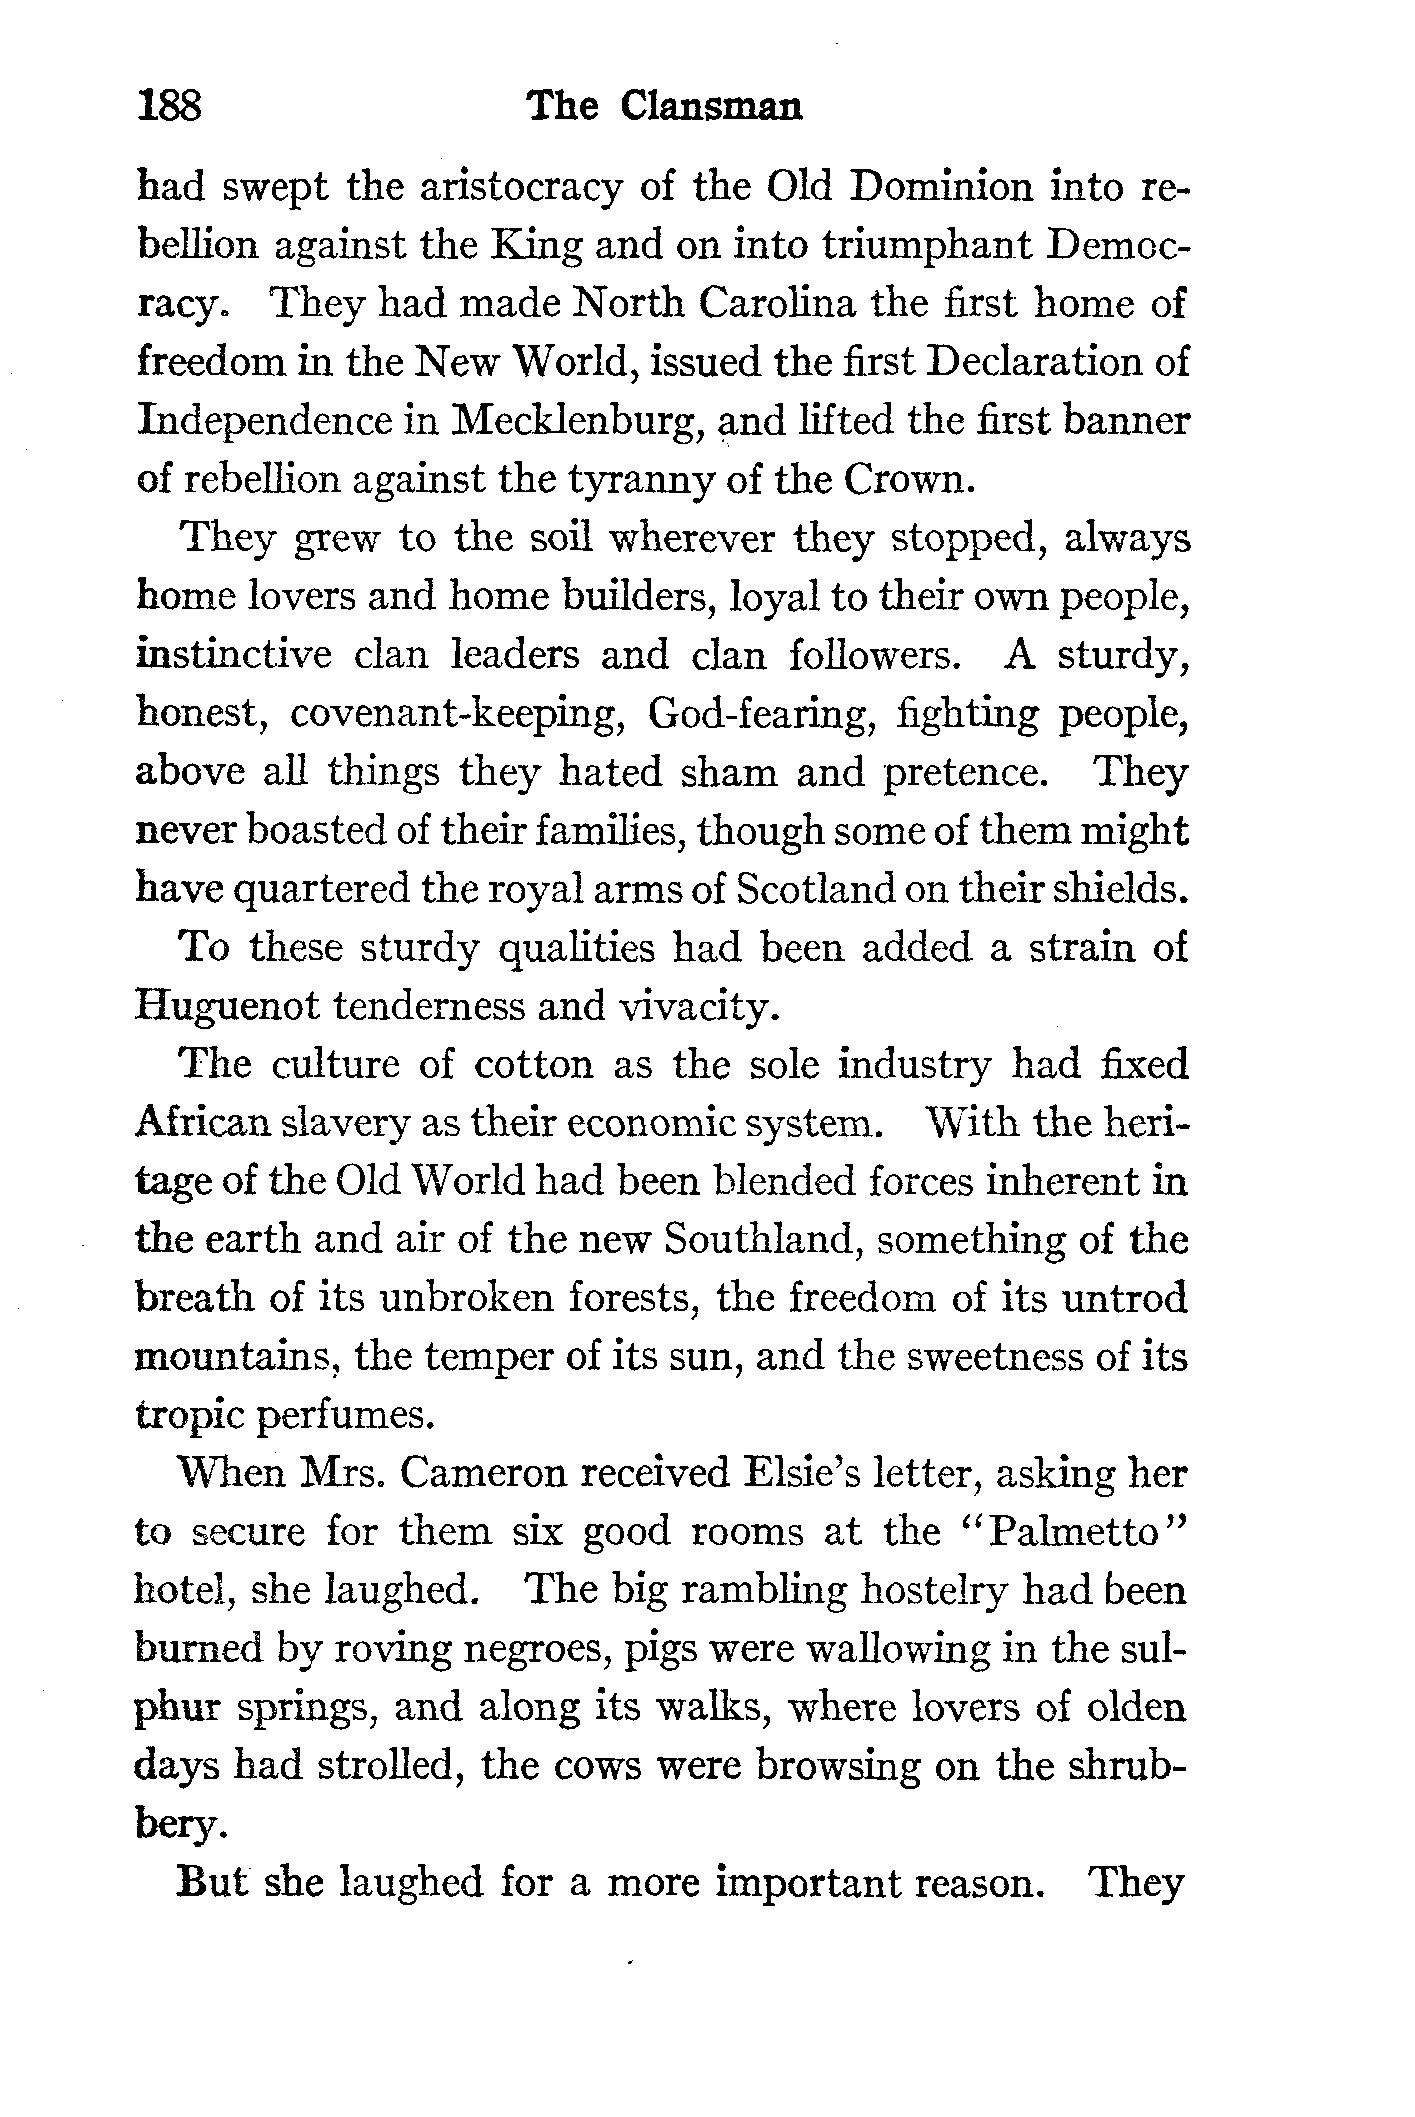 188 The Clansman
had swept the aristocracy of the Old Dominion into re-
bellion against the King and on into triumphant Democ-
racy. They had made North Carolina the first home of
freedom in the New World, issued the first Declaration of
Independence in Mecklenburg, and lifted the first banner
of rebellion against the tyranny of the Crown.
They grew to the soil wherever they stopped, always
home lovers and home builders, loyal to their own people,
instinctive clan leaders and clan followers. A sturdy,
honest, covenant-keeping, God-fearing, fighting people,
above all things they hated sham and pretence. They
never boasted of their families, though some of them might
have quartered the royal arms of Scotland on their shields.
To these sturdy qualities had been added a strain of
Huguenot tenderness and vivacity.
The culture of cotton as the sole industry had fixed
African slavery as their economic system. With the heri-
tage of the Old World had been blended forces inherent in
the earth and air of the new Southland, something of the
breath of its unbroken forests, the freedom of its untrod
mountains, the temper of its sun, and the sweetness of its
tropic perfumes.
When Mrs. Cameron received Elsie's letter, asking her
to secure for them six good rooms at the "Palmetto"
hotel, she laughed. The big rambling hostelry had been
burned by roving negroes, pigs were wallowing in the sul-
phur springs, and along its walks, where lovers of olden
days had strolled, the cows were browsing on the shrub-
bery.
But she laughed for a more important reason. They